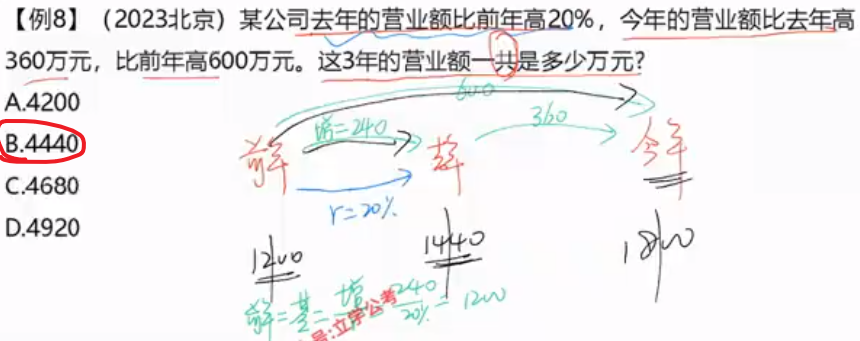 【例8】（2023北京）某公司去年的营业额比前年高20%，今年的营业额比去年高
360万元，比前年高600万元。这3年的营业额一共是多少万元?
A.4200
B.4440
C.4680
D.4920
600
增=240
360
前年
去年
今年
r=20%
1200
1440
1800
前年=基=增
240
20%
=1200
号:立宇公考